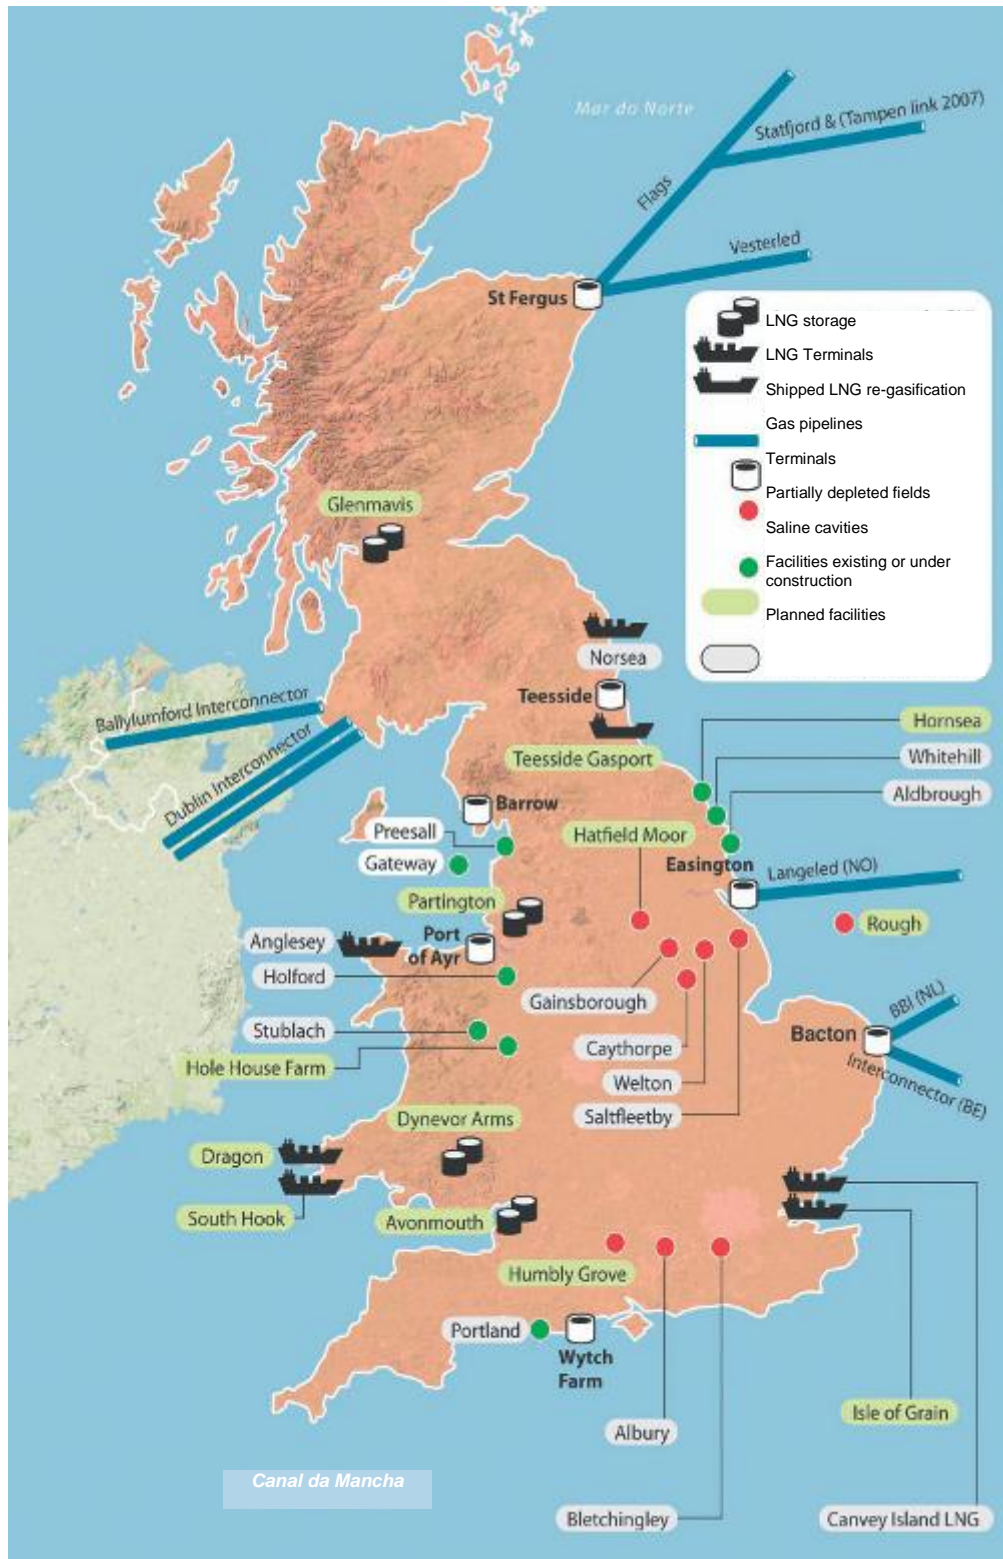 Mar do Norte
Statfjord & (Tampen link 2007)
Flags
Vesterled
St Fergus
LNG storage
LNG Terminals
Shipped LNG re-gasification
Gas pipelines
Terminals
Partially depleted fields
Saline cavities
Facilities existing or under
construction
Planned facilities
Glenmavis
Norsea
Teesside
Teesside Gasport
Ballylumford Interconnector
Dublin Interconnector
Hornsea
Whitehill
Aldbrough
Barrow
Preesall
Gateway
Hatfield Moor
Easington
Langeled (NO)
Partington
Rough
Anglesey
Port
of Ayr
Holford
Gainsborough
Stublach
Hole House Farm
Caythorpe
Welton
Saltfleetby
Bacton
BBl (NL)
Interconnector (BE)
Dynevor Arms
Dragon
South Hook
Avonmouth
Humbly Grove
Portland
Wytch
Farm
Albury
Isle of Grain
Canal da Mancha
Bletchingley
Canvey Island LNG